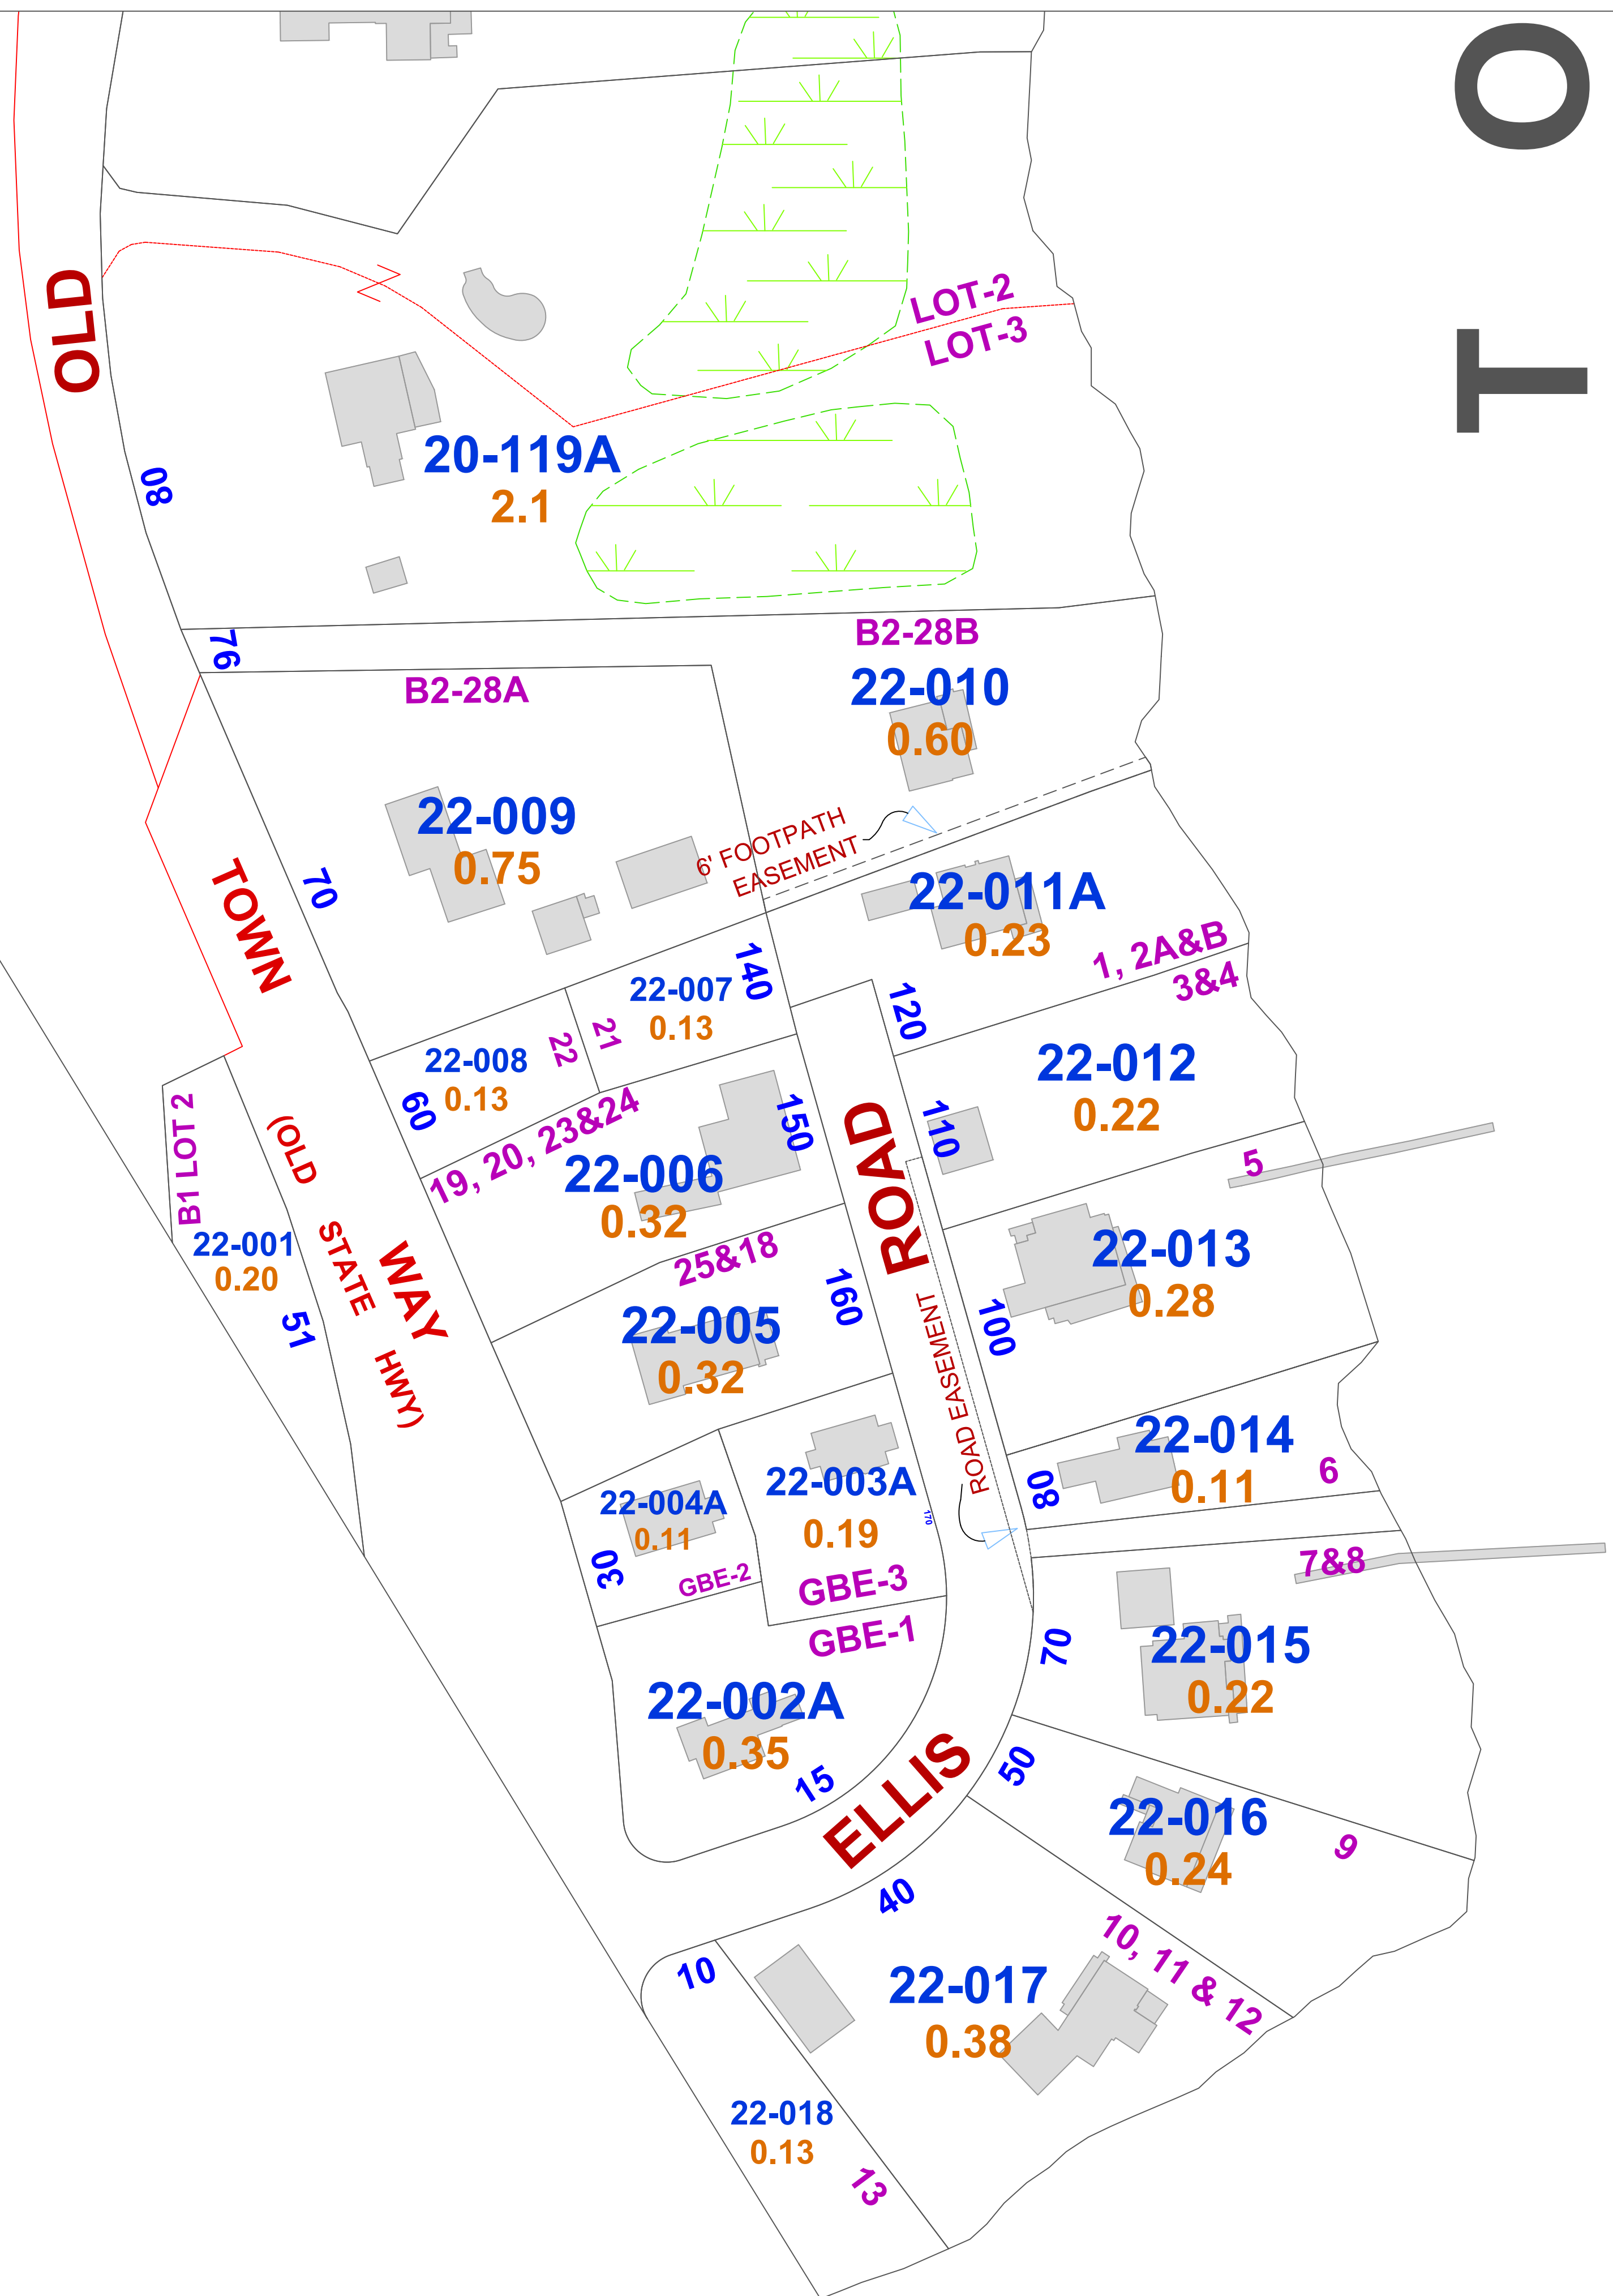 O
T
OLD
LOT-2
LOT-3
20-119A
2.1
80
76
B2-28B
22-010
0.60
B2-28A
22-009
0.75
70
TOWN
6' FOOTPATH
EASEMENT
22-011A
0.23
1, 2A&B
3&4
140
120
22-007
0.13
21
22
22-008
0.13
60
22-012
0.22
110
B1 LOT 2
(OLD
STATE
HWY)
19, 20, 23&24
150
22-006
0.32
ROAD
5
22-001
0.20
51
WAY
25&18
160
22-013
0.28
100
22-005
0.32
ROAD EASEMENT
22-014
0.11
6
80
22-003A
0.19
170
22-004A
0.11
30
GBE-2
GBE-3
GBE-1
7&8
70
22-015
0.22
22-002A
0.35
15
ELLIS
50
22-016
0.24
9
40
10
22-017
0.38
10, 11 & 12
22-018
0.13
13